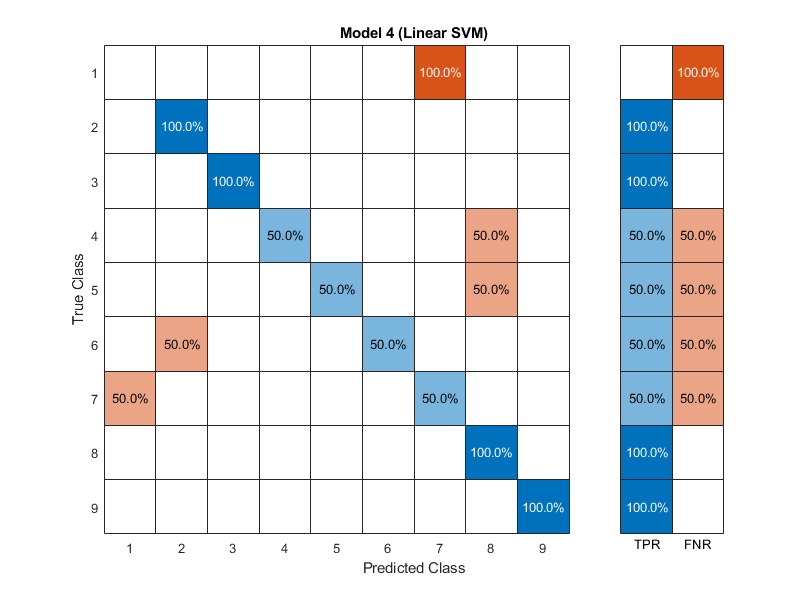 Model 4 (Linear SVM)
1 100.0% 100.0%
2 100.0% 100.0%
3 100.0% 100.0%
4 50.0% 50.0% 50.0% 50.0%
5 50.0% 50.0% 50.0% 50.0%
6 50.0% 50.0% 50.0% 50.0%
7 50.0% 50.0% 50.0% 50.0%
8 100.0% 100.0%
9 100.0% 100.0%
True Class
1 2 3 4 5 6 7 8 9 TPR FNR
Predicted Class